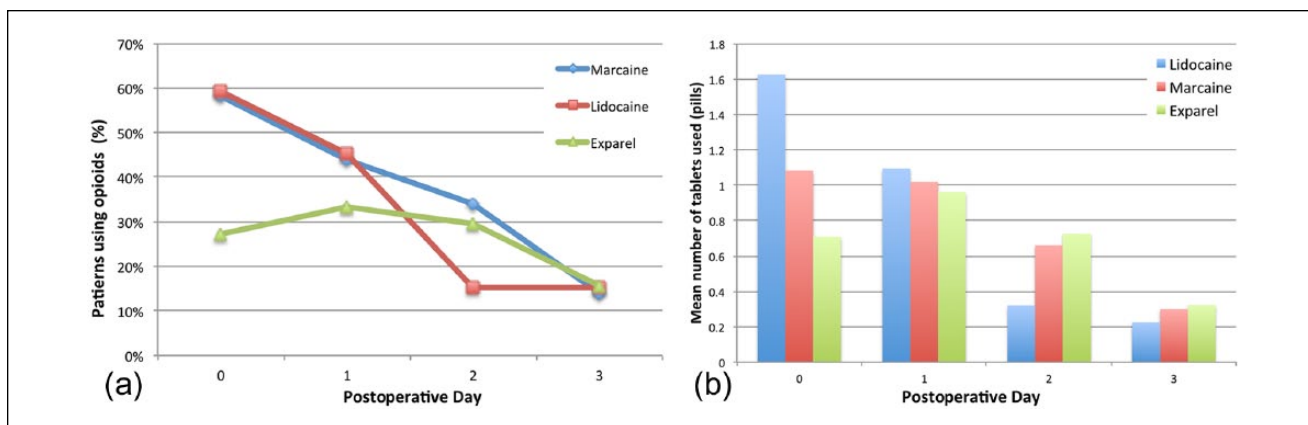 70%
60%
50%
40%
30%
20%
10%
0%
Patterns using opioids (%)
Marcaine
Lidocaine
Exparel
0 1 2 3
Postoperative Day
(a)
1.8
1.6
1.4
1.2
1
0.8
0.6
0.4
0.2
0
Mean number of tablets used (pills)
Lidocaine
Marcaine
Exparel
0 1 2 3
Postoperative Day
(b)